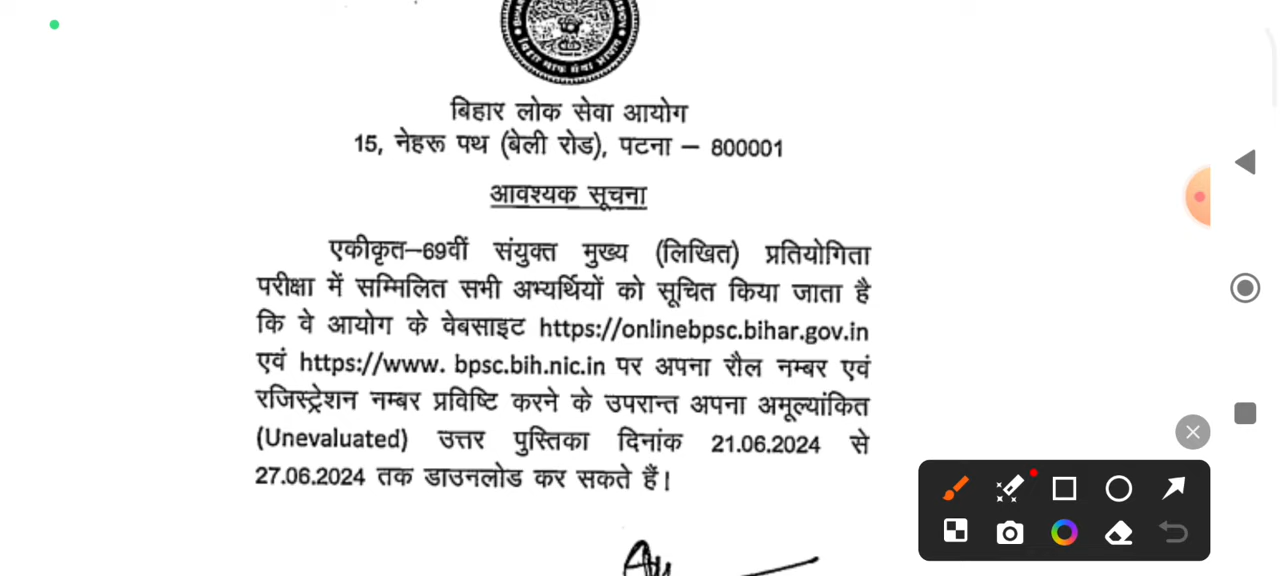 बिहार लोक सेवा आयोग
15, नेहरू पथ (बेली रोड), पटना – 800001
आवश्यक सूचना
एकीकृत–69वीं संयुक्त मुख्य (लिखित) प्रतियोगिता
परीक्षा में सम्मिलित सभी अभ्यर्थियों को सूचित किया जाता है
कि वे आयोग के वेबसाइट https://onlinebpsc.bihar.gov.in
एवं https://www. bpsc.bih.nic.in पर अपना रौल नम्बर एवं
रजिस्ट्रेशन नम्बर प्रविष्टि करने के उपरान्त अपना अमूल्यांकित
(Unevaluated) उत्तर पुस्तिका दिनांक 21.06.2024 से
27.06.2024 तक डाउनलोड कर सकते हैं।